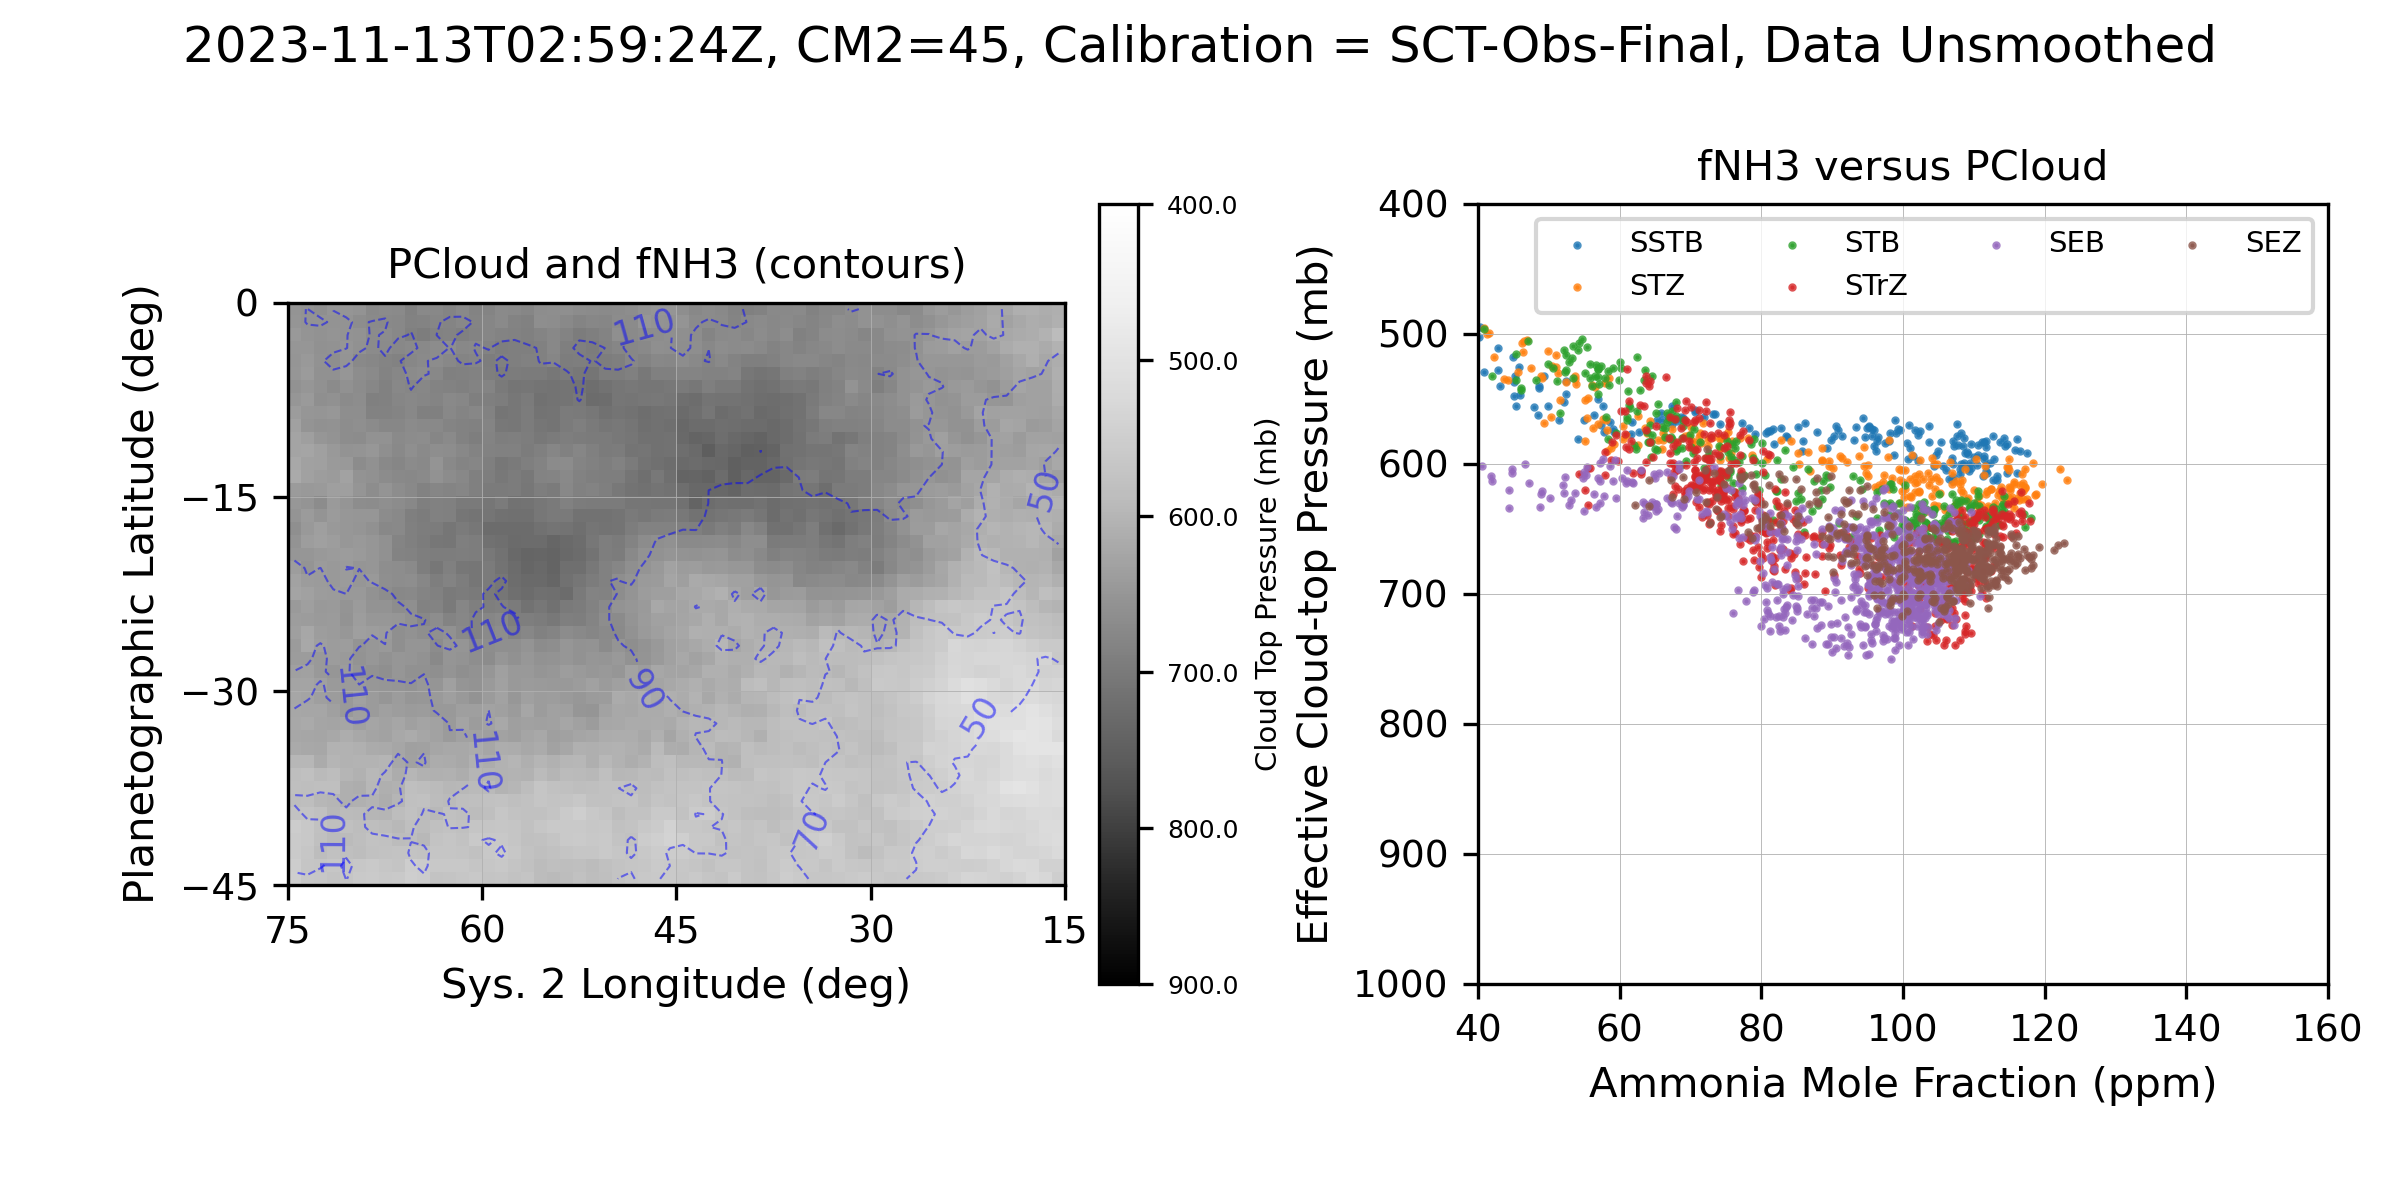 2023-11-13T02:59:24Z, CM2=45, Calibration = SCT-Obs-Final, Data Unsmoothed
PCloud and fNH3 (contours)
Planetographic Latitude (deg)
0
−15
−30
−45
75
60
45
30
15
Sys. 2 Longitude (deg)
110
110
110
110
110
90
70
50
50
400.0
500.0
600.0
700.0
800.0
900.0
Cloud Top Pressure (mb)
fNH3 versus PCloud
Effective Cloud-top Pressure (mb)
400
500
600
700
800
900
1000
SSTB
STB
SEB
SEZ
STZ
STrZ
40
60
80
100
120
140
160
Ammonia Mole Fraction (ppm)